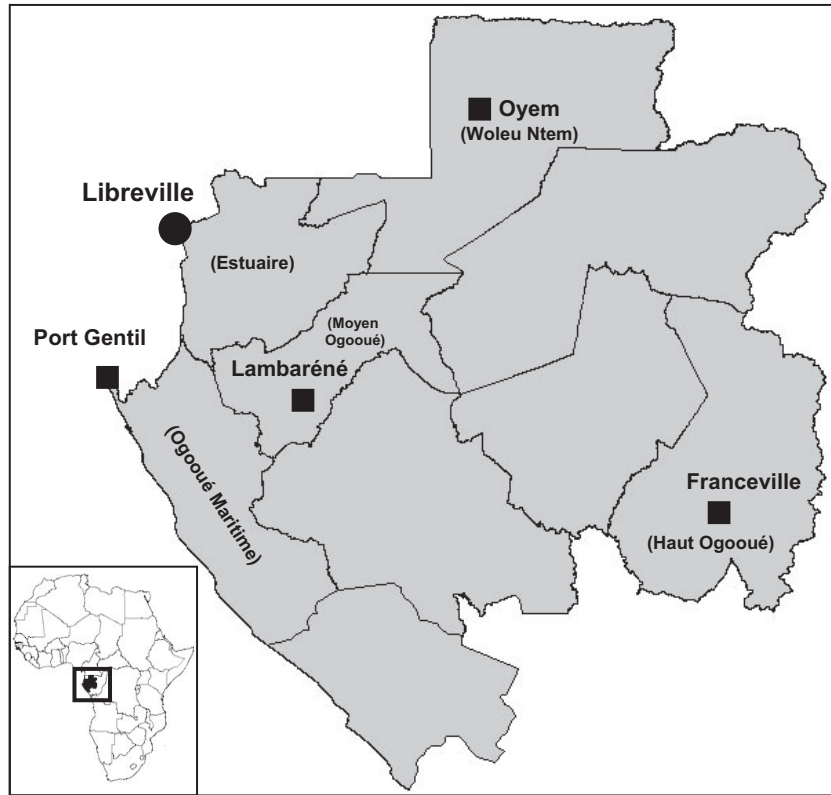 Oyem
(Woleu Ntem)
Libreville
(Estuaire)
Port Gentil
(Moyen
Ogooué)
Lambaréné
(Ogooué Maritime)
Franceville
(Haut Ogooué)